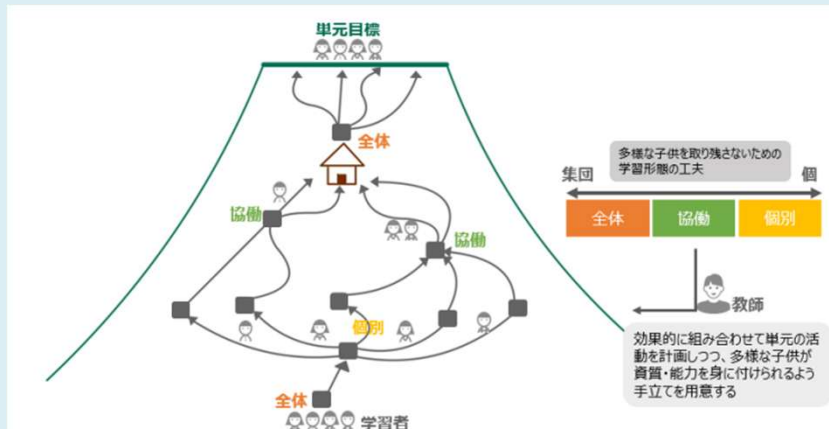 単元目標
全体
協働
協働
個別
全体
学習者
多様な子供を取り残さないための
学習形態の工夫
集団
個
全体
協働
個別
教師
効果的に組み合わせて単元の活
動を計画しつつ、多様な子供が
資質・能力を身に付けられるよう
手立てを用意する